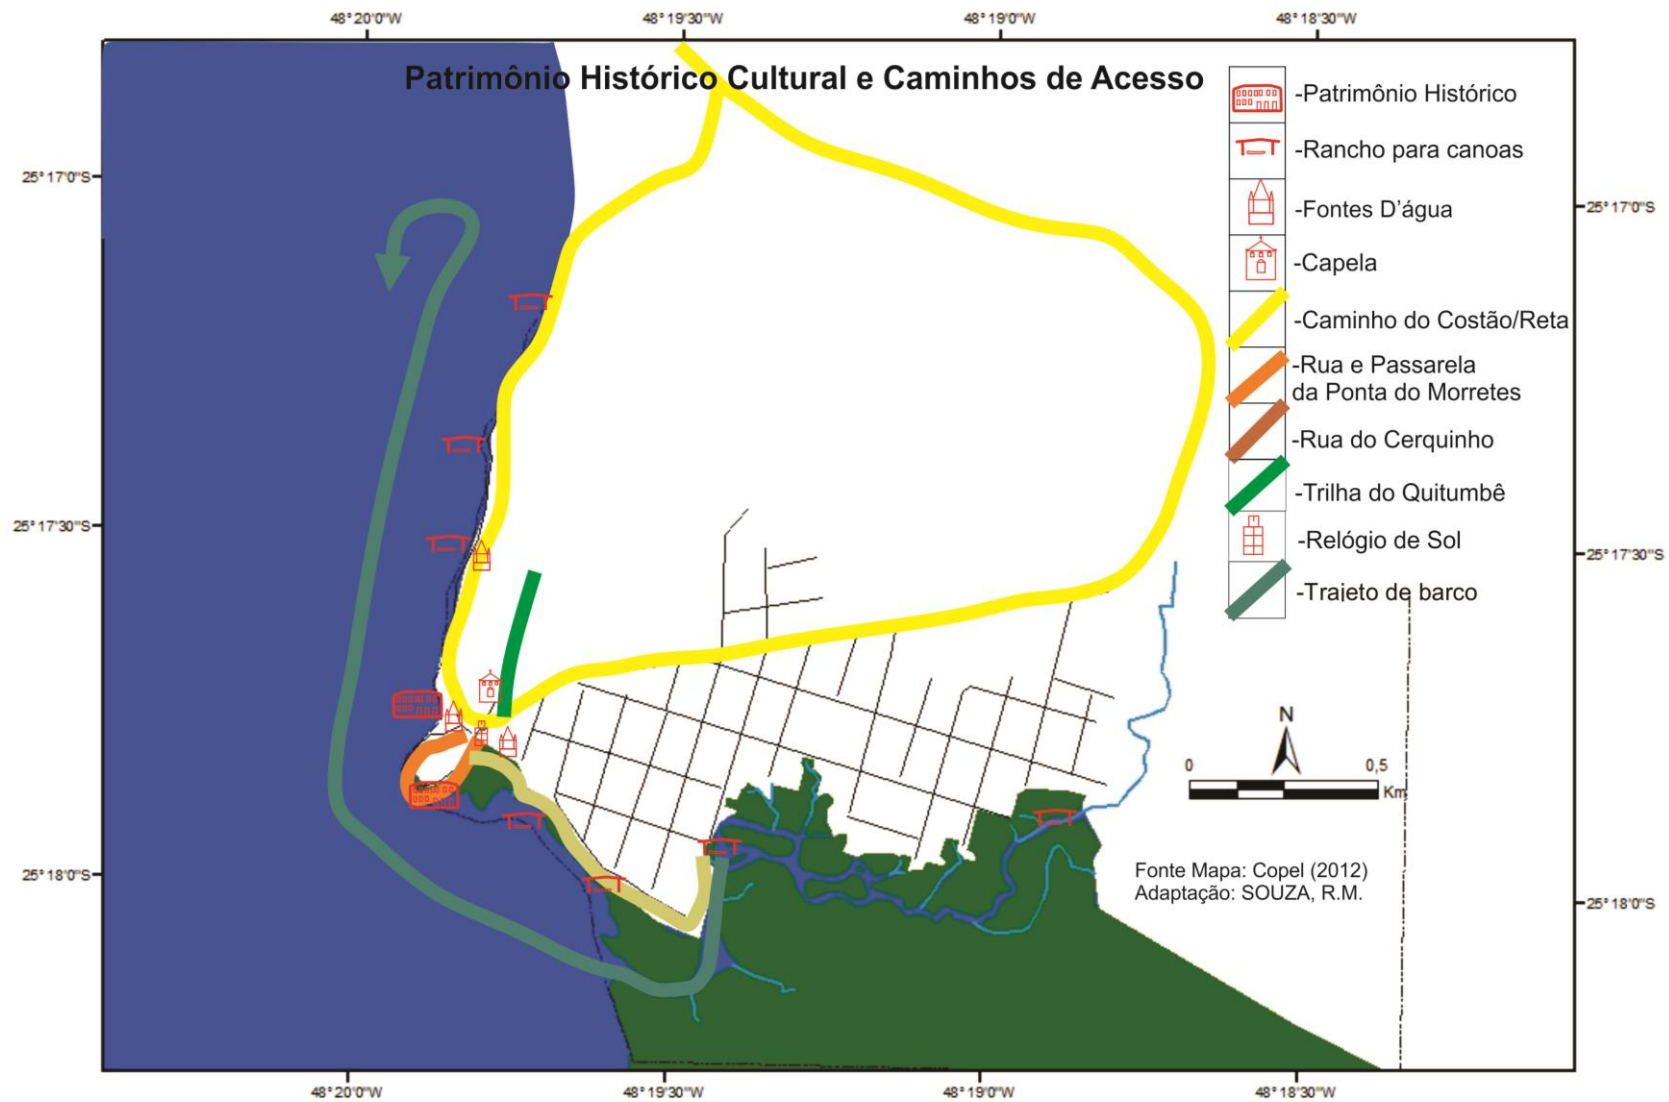 48°20'0"W
48°19'30"W
48°19'0"W
48°18'30"W
Patrimônio Histórico Cultural e Caminhos de Acesso
-Patrimônio Histórico
-Rancho para canoas
25°17'0"S
25°17'0"S
-Fontes D'água
-Capela
-Caminho do Costão/Reta
-Rua e Passarela
da Ponta do Morretes
-Rua do Cerquinho
-Trilha do Quitumbê
25°17'30"S
-Relógio de Sol
25°17'30"S
-Trajeto de barco
N
0 0,5
Km
25°18'0"S
Fonte Mapa: Copel (2012)
Adaptação: SOUZA, R.M.
25°18'0"S
48°20'0"W
48°19'30"W
48°19'0"W
48°18'30"W